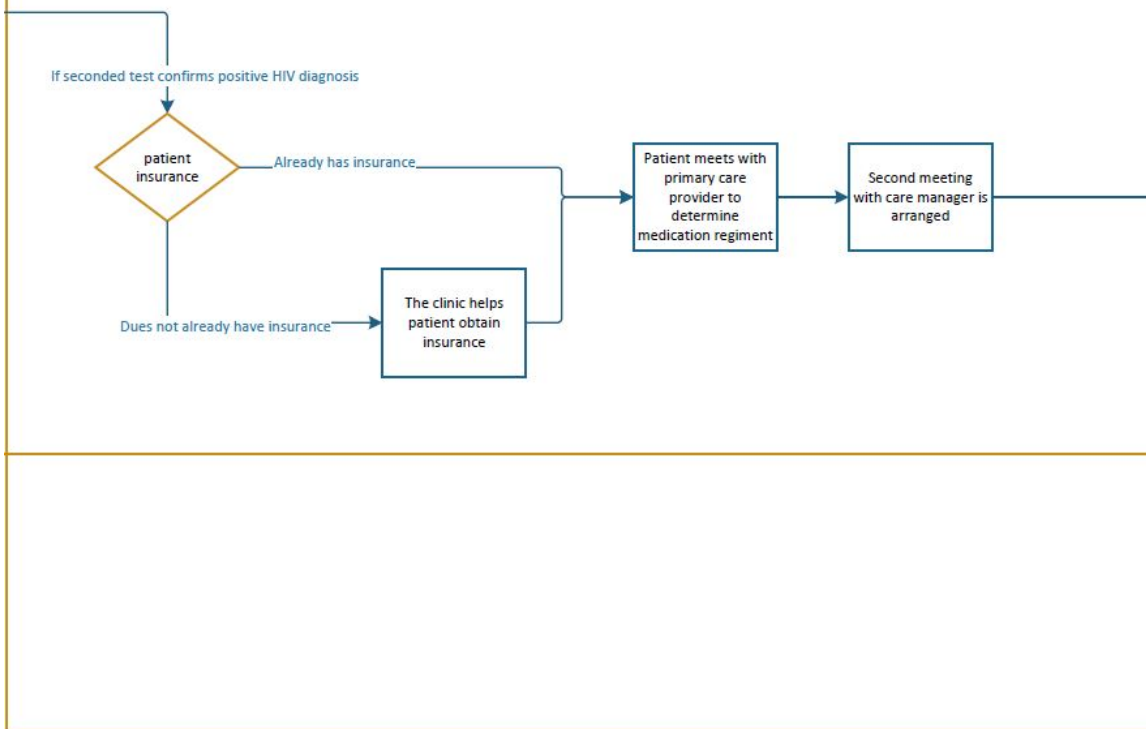 If seconded test confirms positive HIV diagnosis
patient
insurance
Already has insurance
Patient meets with
primary care
provider to
determine
medication regiment
Second meeting
with care manager is
arranged
Dues not already have insurance
The clinic helps
patient obtain
insurance